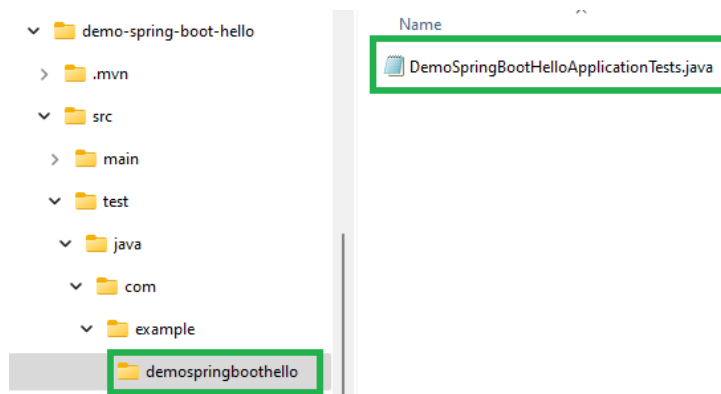 demo-spring-boot-hello
.mvn
src
main
test
java
com
example
demospringboothello
Name
DemoSpringBootHelloApplicationTests.java